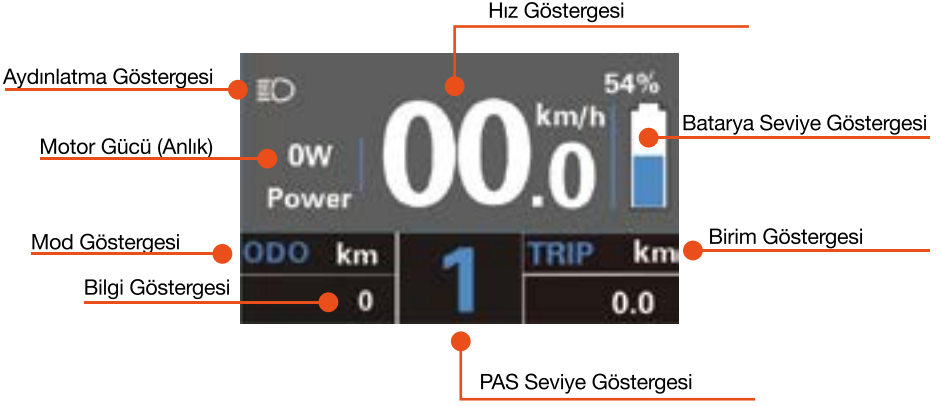 Hız Göstergesi
Aydınlatma Göstergesi
54%
00.0 km/h
Batarya Seviye Göstergesi
Motor Gücü (Anlık)
0W
Power
Mod Göstergesi
ODO km
1
TRIP km
Birim Göstergesi
Bilgi Göstergesi
0
0.0
PAS Seviye Göstergesi